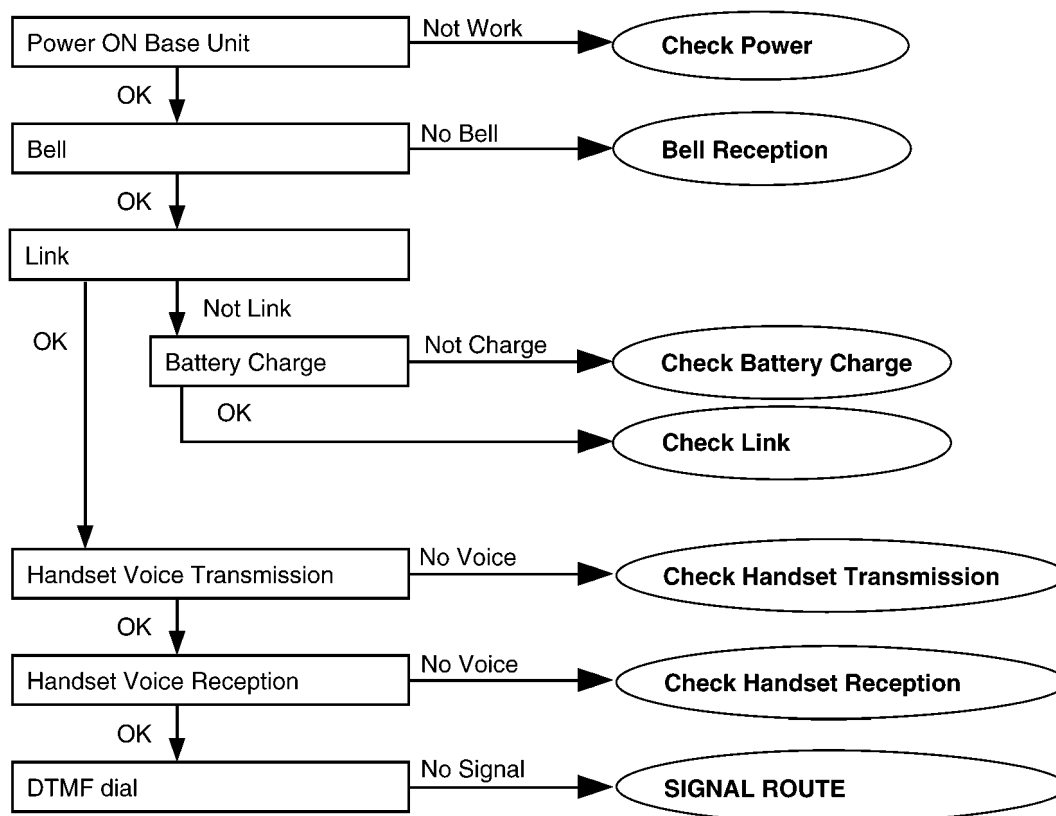 Power ON Base Unit
Not Work
Check Power
OK
Bell
No Bell
Bell Reception
OK
Link
OK
Not Link
Battery Charge
Not Charge
Check Battery Charge
OK
Check Link
Handset Voice Transmission
No Voice
Check Handset Transmission
OK
Handset Voice Reception
No Voice
Check Handset Reception
OK
DTMF dial
No Signal
SIGNAL ROUTE